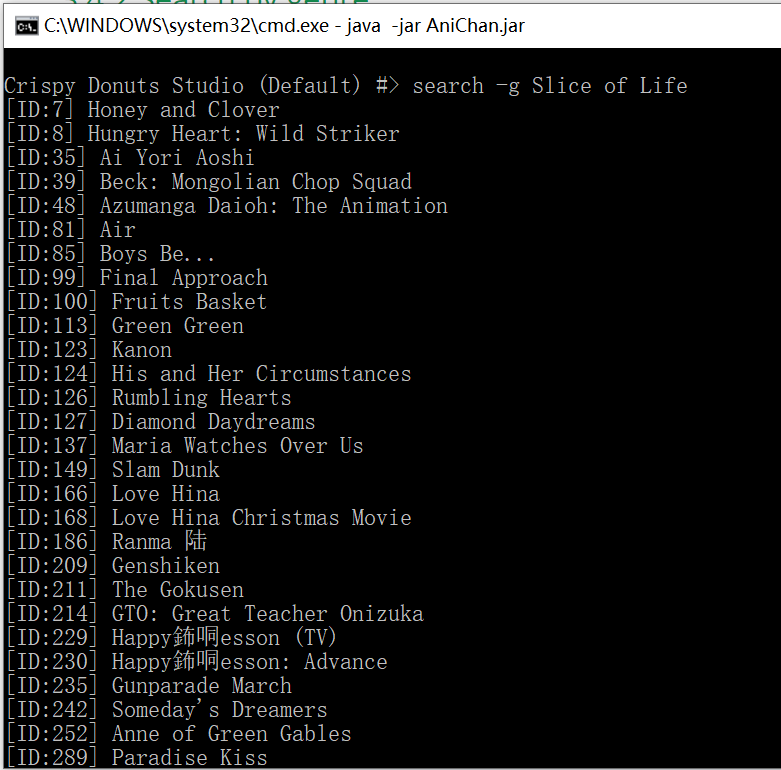 C:\WINDOWS\system32\cmd.exe - java  -jar AniChan.jar
Crispy Donuts Studio (Default) #> search -g Slice of Life
[ID:7] Honey and Clover
[ID:8] Hungry Heart: Wild Striker
[ID:35] Ai Yori Aoshi
[ID:39] Beck: Mongolian Chop Squad
[ID:48] Azumanga Daioh: The Animation
[ID:81] Air
[ID:85] Boys Be...
[ID:99] Final Approach
[ID:100] Fruits Basket
[ID:113] Green Green
[ID:123] Kanon
[ID:124] His and Her Circumstances
[ID:126] Rumbling Hearts
[ID:127] Diamond Daydreams
[ID:137] Maria Watches Over Us
[ID:149] Slam Dunk
[ID:166] Love Hina
[ID:168] Love Hina Christmas Movie
[ID:186] Ranma 陆
[ID:209] Genshiken
[ID:211] The Gokusen
[ID:214] GTO: Great Teacher Onizuka
[ID:229] Happy鈽哃esson (TV)
[ID:230] Happy鈽哃esson: Advance
[ID:235] Gunparade March
[ID:242] Someday's Dreamers
[ID:252] Anne of Green Gables
[ID:289] Paradise Kiss